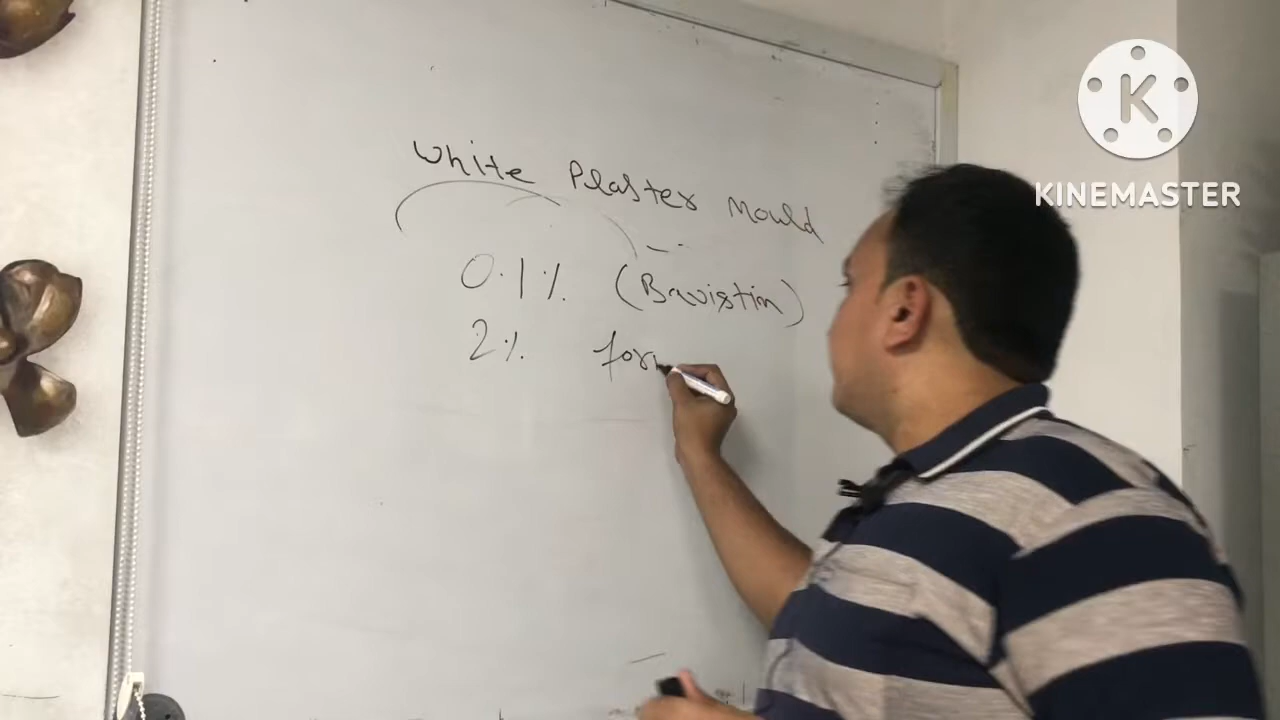 White Plaster Mould
0.1% (Bavistin)
2% for
K
KINEMASTER